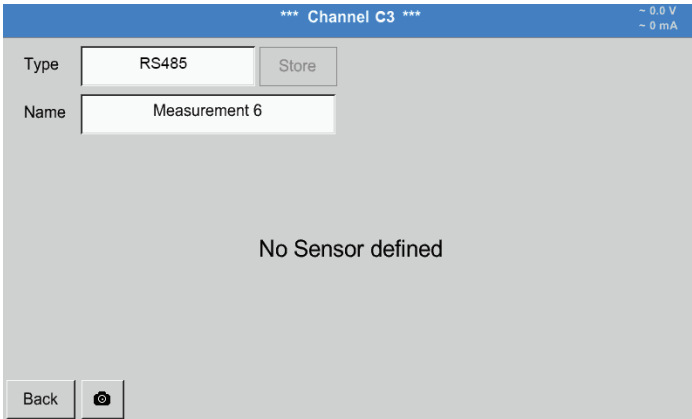 *** Channel C3 ***
~ 0.0 V
~ 0 mA
Type RS485 Store
Name Measurement 6
No Sensor defined
Back